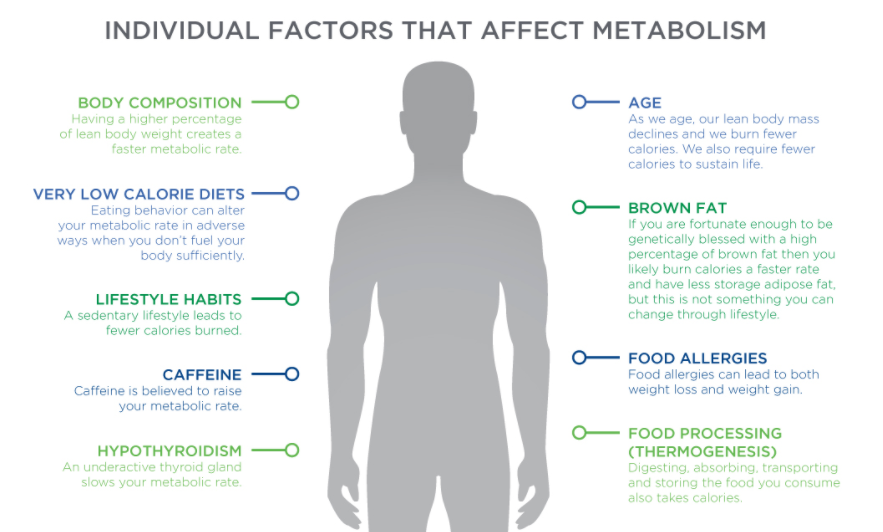 INDIVIDUAL FACTORS THAT AFFECT METABOLISM
BODY COMPOSITION
Having a higher percentage
of lean body weight creates a
faster metabolic rate.
VERY LOW CALORIE DIETS
Eating behavior can alter
your metabolic rate in adverse
ways when you don't fuel your
body sufficiently.
LIFESTYLE HABITS
A sedentary lifestyle leads to
fewer calories burned.
CAFFEINE
Caffeine is believed to raise
your metabolic rate.
HYPOTHYROIDISM
An underactive thyroid gland
slows your metabolic rate.
AGE
As we age, our lean body mass
declines and we burn fewer
calories. We also require fewer
calories to sustain life.
BROWN FAT
If you are fortunate enough to be
genetically blessed with a high
percentage of brown fat then you
likely burn calories a faster rate
and have less storage adipose fat,
but this is not something you can
change through lifestyle.
FOOD ALLERGIES
Food allergies can lead to both
weight loss and weight gain.
FOOD PROCESSING
(THERMOGENESIS)
Digesting, absorbing, transporting
and storing the food you consume
also takes calories.